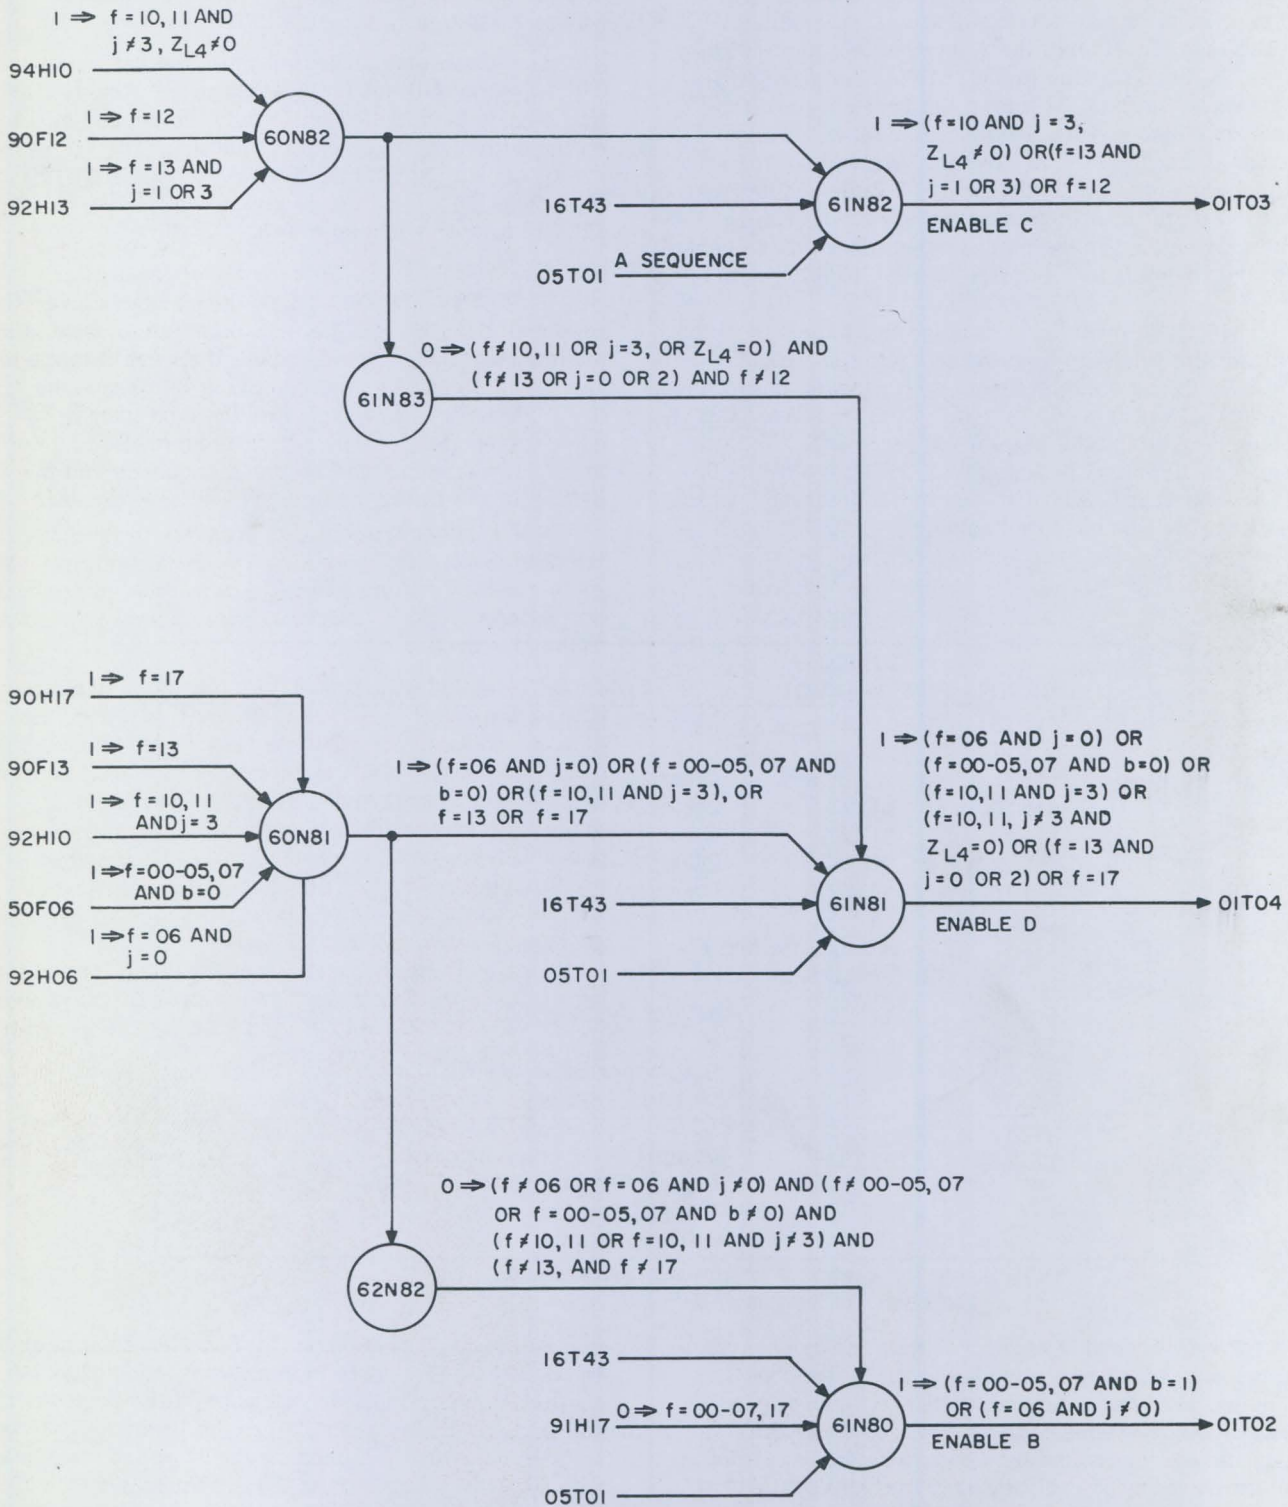 1 ⇒ f = 10, 11 AND
j ≠ 3, Z_L4 ≠ 0
94H10
90F12
1 ⇒ f = 12
92H13
1 ⇒ f = 13 AND
j = 1 OR 3
60N82
16T43
05T01
A SEQUENCE
61N82
1 ⇒ (f = 10 AND j = 3,
Z_L4 ≠ 0) OR (f = 13 AND
j = 1 OR 3) OR f = 12
ENABLE C
01T03
61N83
0 ⇒ (f ≠ 10, 11 OR j = 3, OR Z_L4 = 0) AND
(f ≠ 13 OR j = 0 OR 2) AND f ≠ 12
90H17
1 ⇒ f = 17
90F13
1 ⇒ f = 13
92H10
1 ⇒ f = 10, 11
AND j = 3
50F06
1 ⇒ f = 00-05, 07
AND b = 0
92H06
1 ⇒ f = 06 AND
j = 0
60N81
1 ⇒ (f = 06 AND j = 0) OR (f = 00-05, 07 AND
b = 0) OR (f = 10, 11 AND j = 3), OR
f = 13 OR f = 17
16T43
05T01
61N81
1 ⇒ (f = 06 AND j = 0) OR
(f = 00-05, 07 AND b = 0) OR
(f = 10, 11 AND j = 3) OR
(f = 10, 11, j ≠ 3 AND
Z_L4 = 0) OR (f = 13 AND
j = 0 OR 2) OR f = 17
ENABLE D
01T04
62N82
0 ⇒ (f ≠ 06 OR f = 06 AND j ≠ 0) AND (f ≠ 00-05, 07
OR f = 00-05, 07 AND b ≠ 0) AND
(f ≠ 10, 11 OR f = 10, 11 AND j ≠ 3) AND
(f ≠ 13, AND f ≠ 17
16T43
91H17
0 ⇒ f = 00-07, 17
05T01
61N80
1 ⇒ (f = 00-05, 07 AND b = 1)
OR (f = 06 AND j ≠ 0)
ENABLE B
01T02